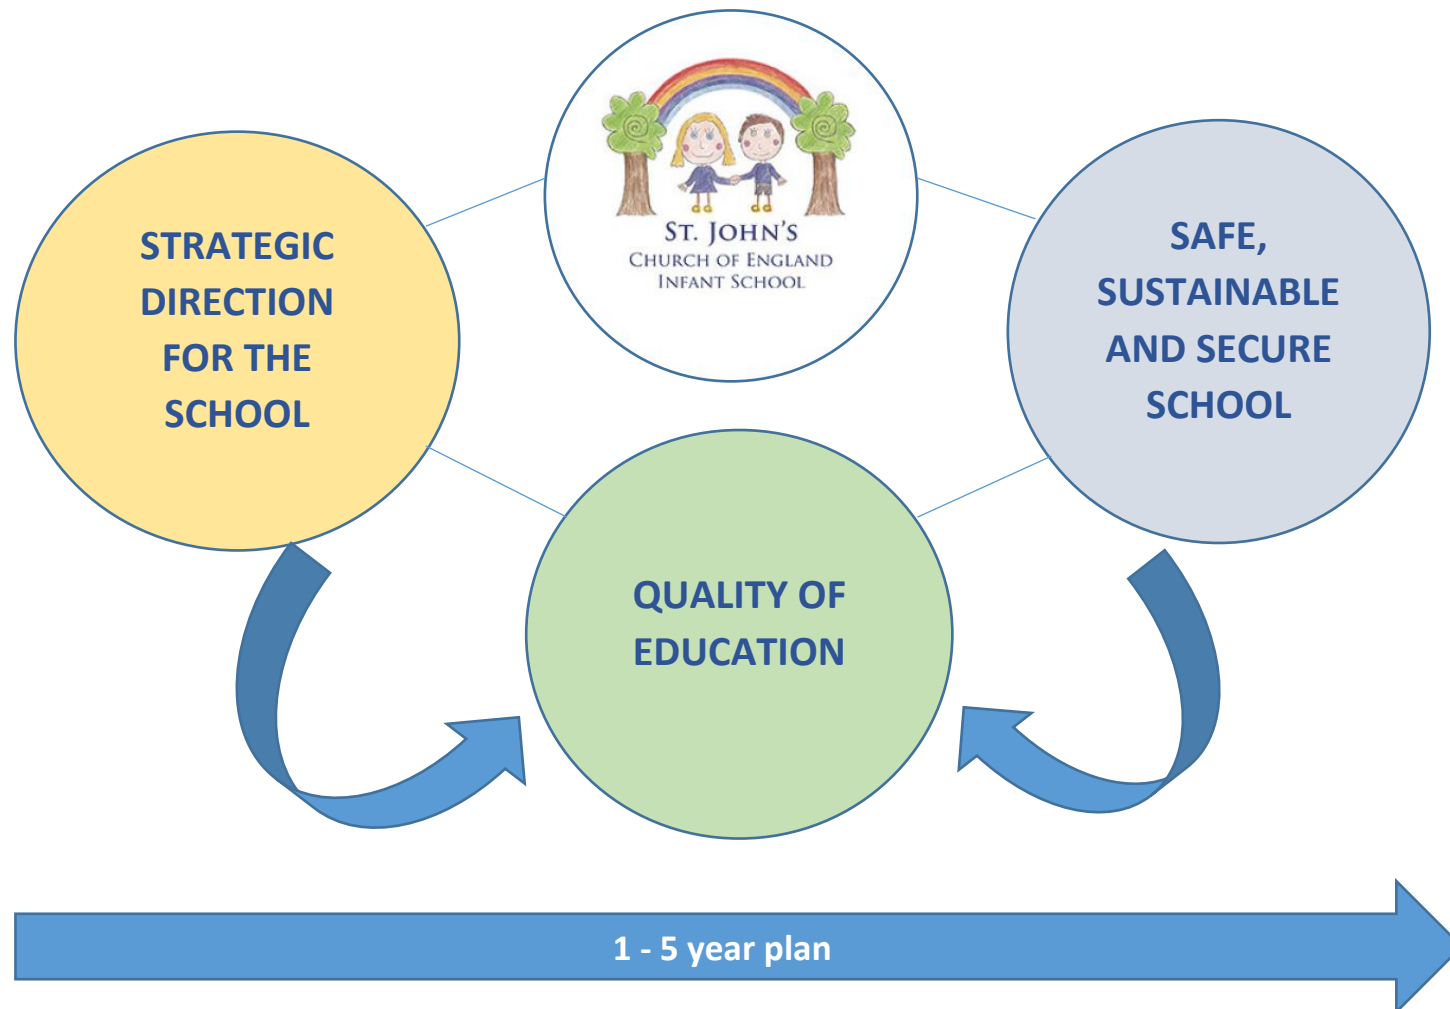 ST. JOHN'S
CHURCH OF ENGLAND
INFANT SCHOOL
STRATEGIC
DIRECTION
FOR THE
SCHOOL
SAFE,
SUSTAINABLE
AND SECURE
SCHOOL
QUALITY OF
EDUCATION
1 - 5 year plan